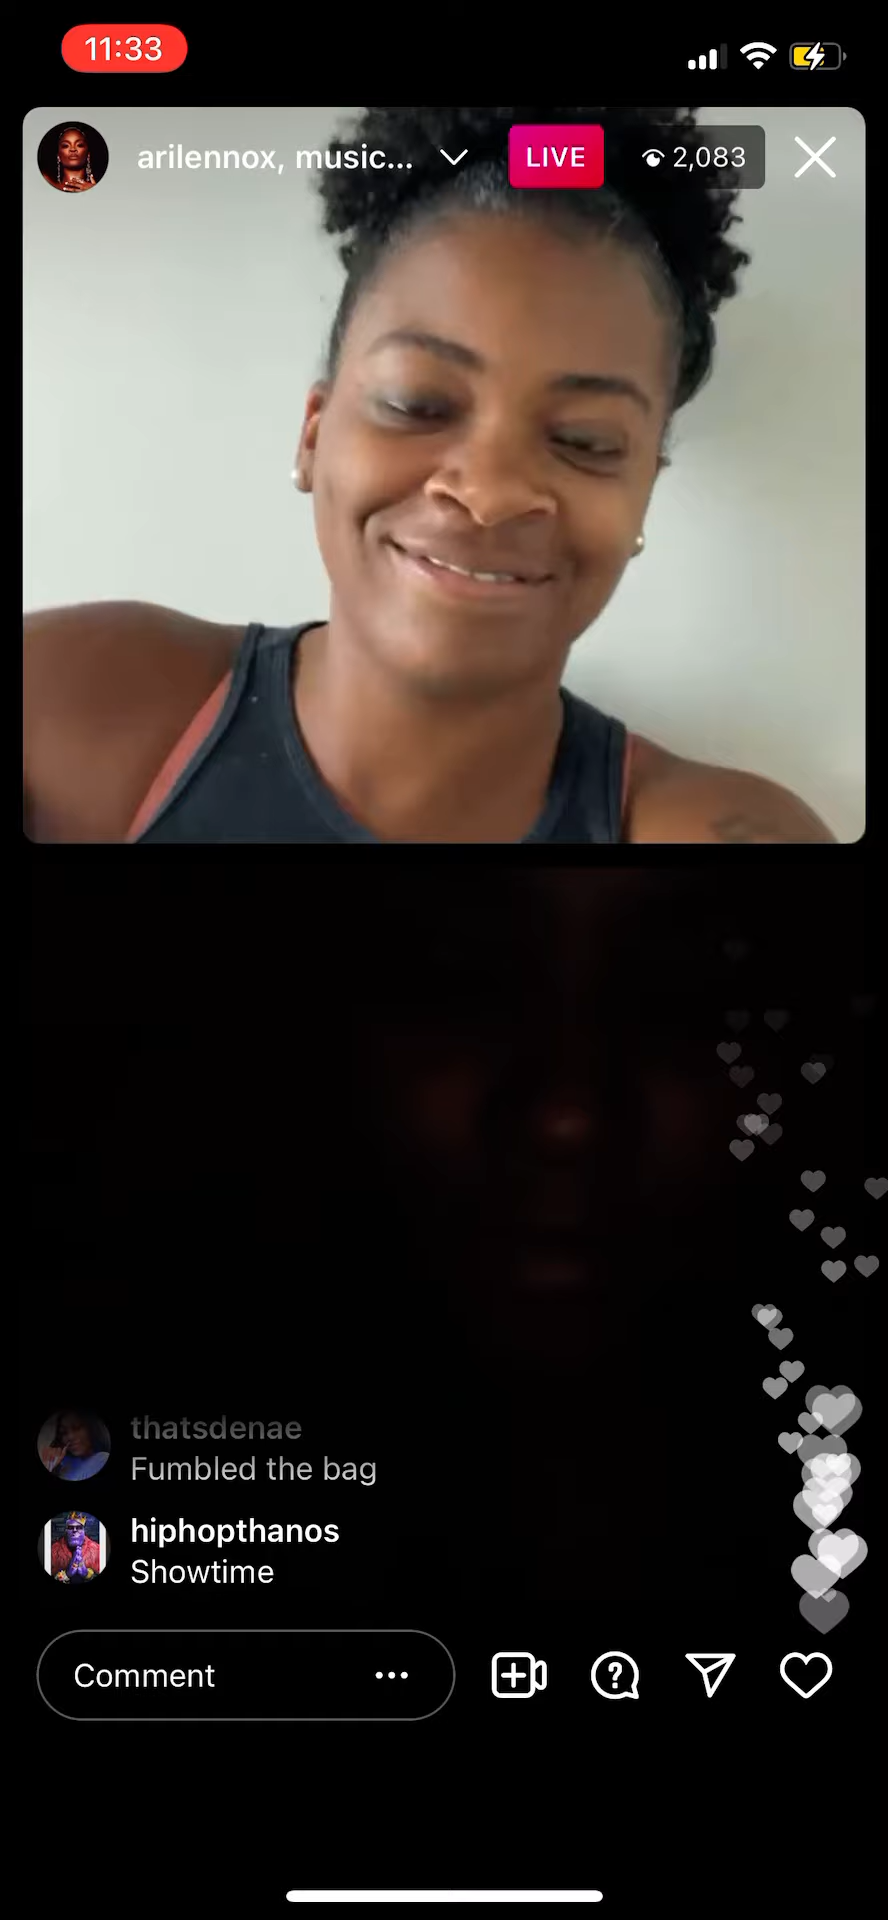 11:33
arilennox, music...
LIVE
2,083
thatsdenae
Fumbled the bag
hiphopthanos
Showtime
Comment